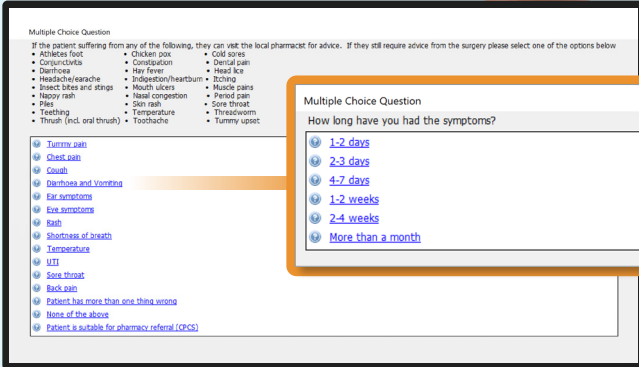 Multiple Choice Question
If the patient suffering from any of the following, they can visit the local pharmacist for advice. If they still require advice from the surgery please select one of the options below
• Athletes foot • Chicken pox • Cold sores
• Conjunctivitis • Constipation • Dental pain
• Diarrhoea • Hay fever • Head lice
• Headache/earache • Indigestion/heartburn • Itching
• Insect bites and stings • Mouth ulcers • Muscle pains
• Nappy rash • Nasal congestion • Period pain
• Piles • Skin rash • Sore throat
• Teething • Temperature • Threadworm
• Thrush (incl. oral thrush) • Toothache • Tummy upset
Tummy pain
Chest pain
Cough
Diarrhoea and Vomiting
Ear symptoms
Eye symptoms
Rash
Shortness of breath
Temperature
UTI
Sore throat
Back pain
Patient has more than one thing wrong
None of the above
Patient is suitable for pharmacy referral (CPCS)
Multiple Choice Question
How long have you had the symptoms?
1-2 days
2-3 days
4-7 days
1-2 weeks
2-4 weeks
More than a month